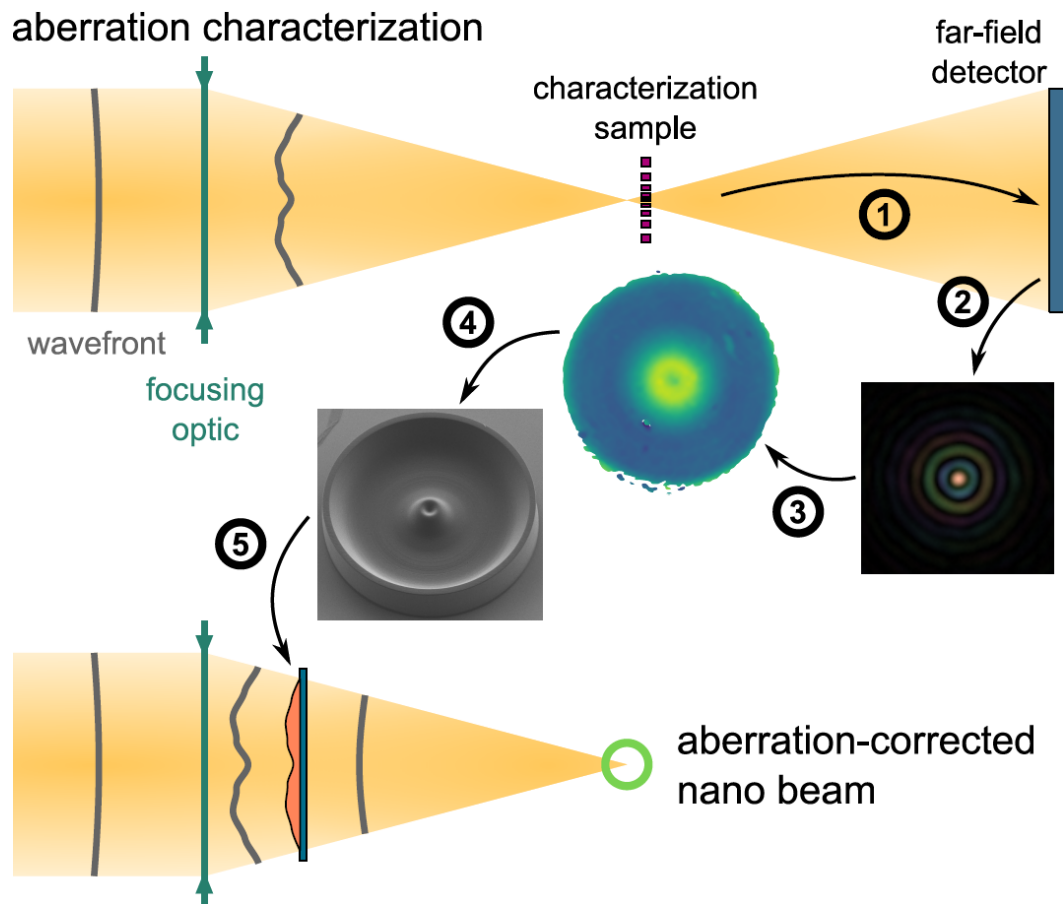 aberration characterization
far-field
detector
characterization
sample
1
2
wavefront
4
focusing
optic
3
5
aberration-corrected
nano beam